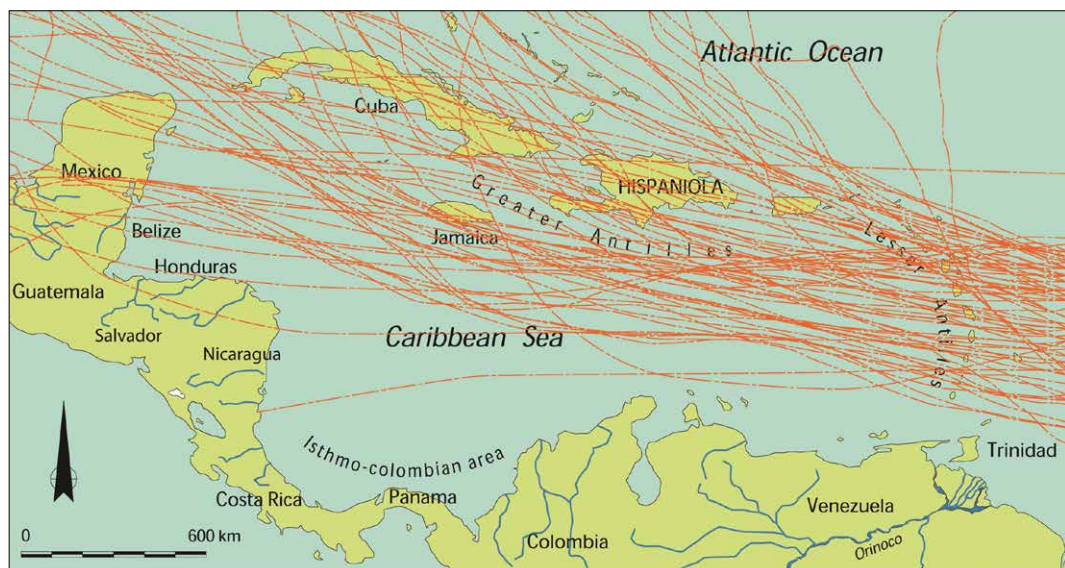 Atlantic Ocean
Cuba
Mexico
HISPANIOLA
Greater Antilles
Jamaica
Belize
Lesser Antilles
Honduras
Guatemala
Salvador
Caribbean Sea
Nicaragua
Isthmo-colombian area
Trinidad
Costa Rica
Panama
Venezuela
Colombia
Orinoco
0 600 km